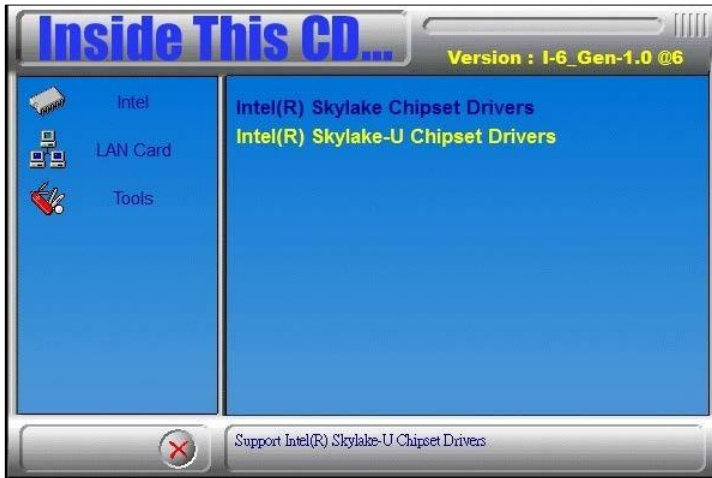 Inside This CD...
Version : I-6_Gen-1.0 @6
Intel
LAN Card
Tools
Intel(R) Skylake Chipset Drivers
Intel(R) Skylake-U Chipset Drivers
Support Intel(R) Skylake-U Chipset Drivers